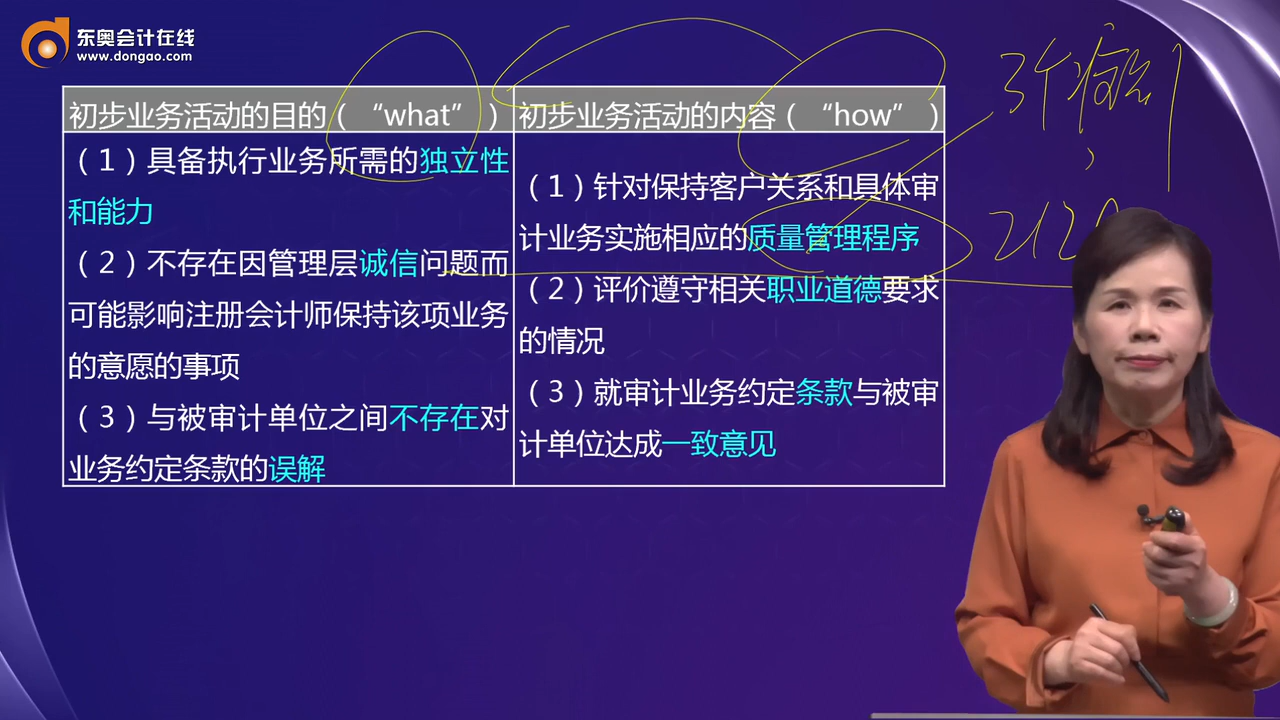 东奥会计在线
www.dongao.com
初步业务活动的目的（“what”）
（1）具备执行业务所需的独立性
和能力
（2）不存在因管理层诚信问题而
可能影响注册会计师保持该项业务
的意愿的事项
（3）与被审计单位之间不存在对
业务约定条款的误解
初步业务活动的内容（“how”）
（1）针对保持客户关系和具体审
计业务实施相应的质量管理程序
（2）评价遵守相关职业道德要求
的情况
（3）就审计业务约定条款与被审
计单位达成一致意见